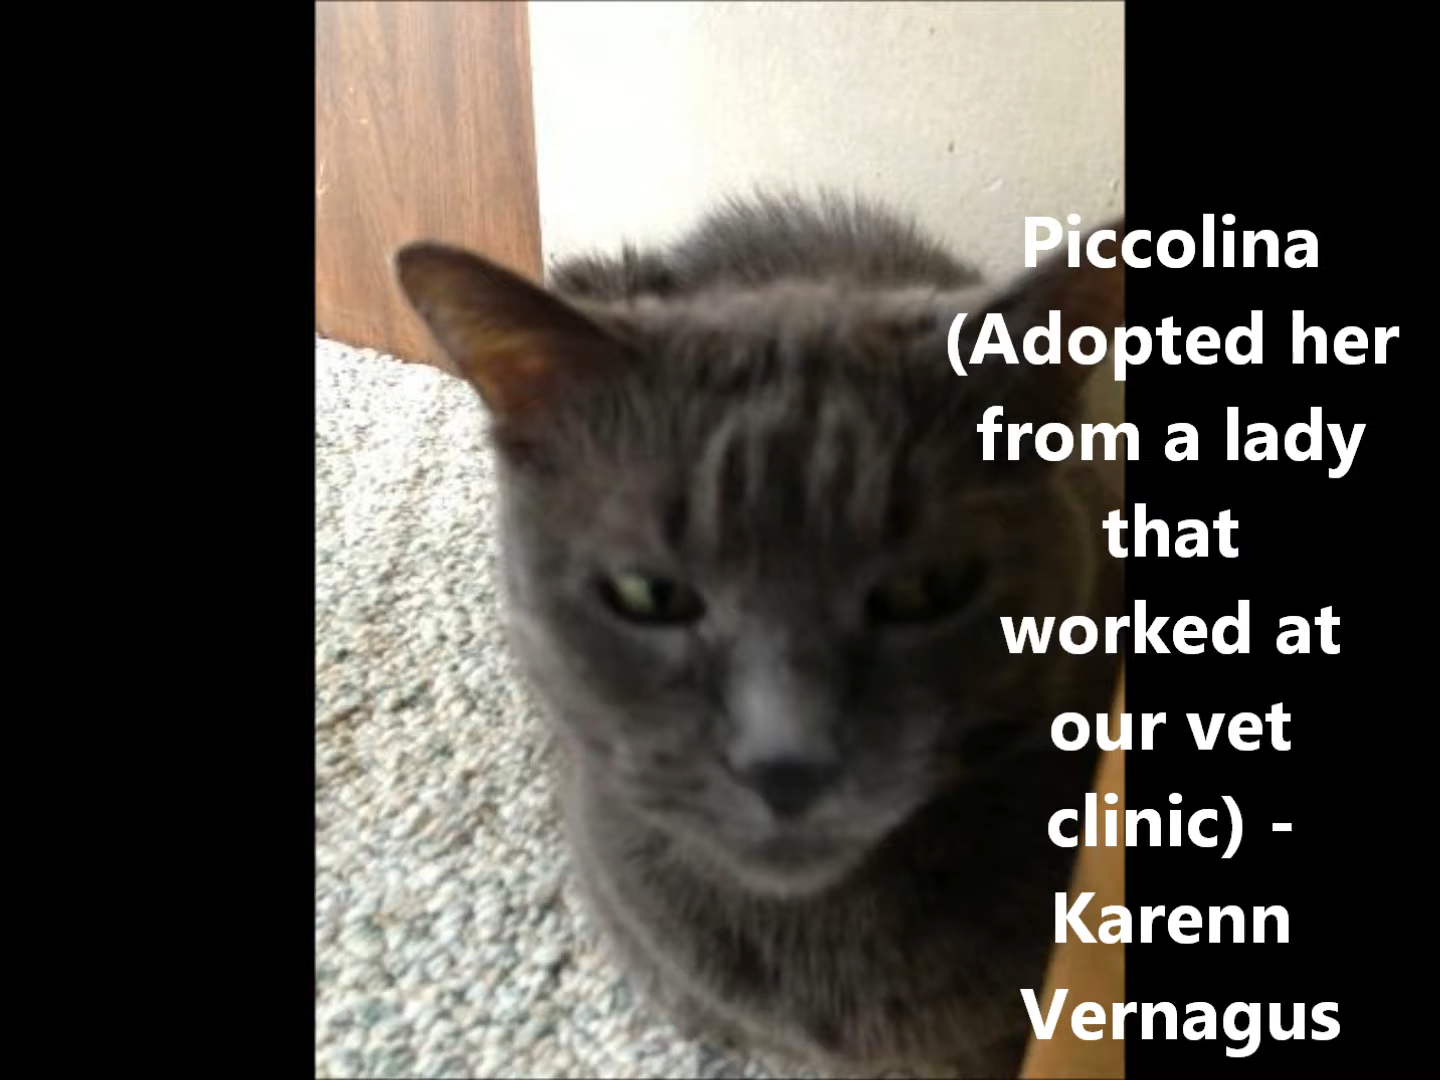 Piccolina
(Adopted her
from a lady
that
worked at
our vet
clinic) -
Karenn
Vernagus